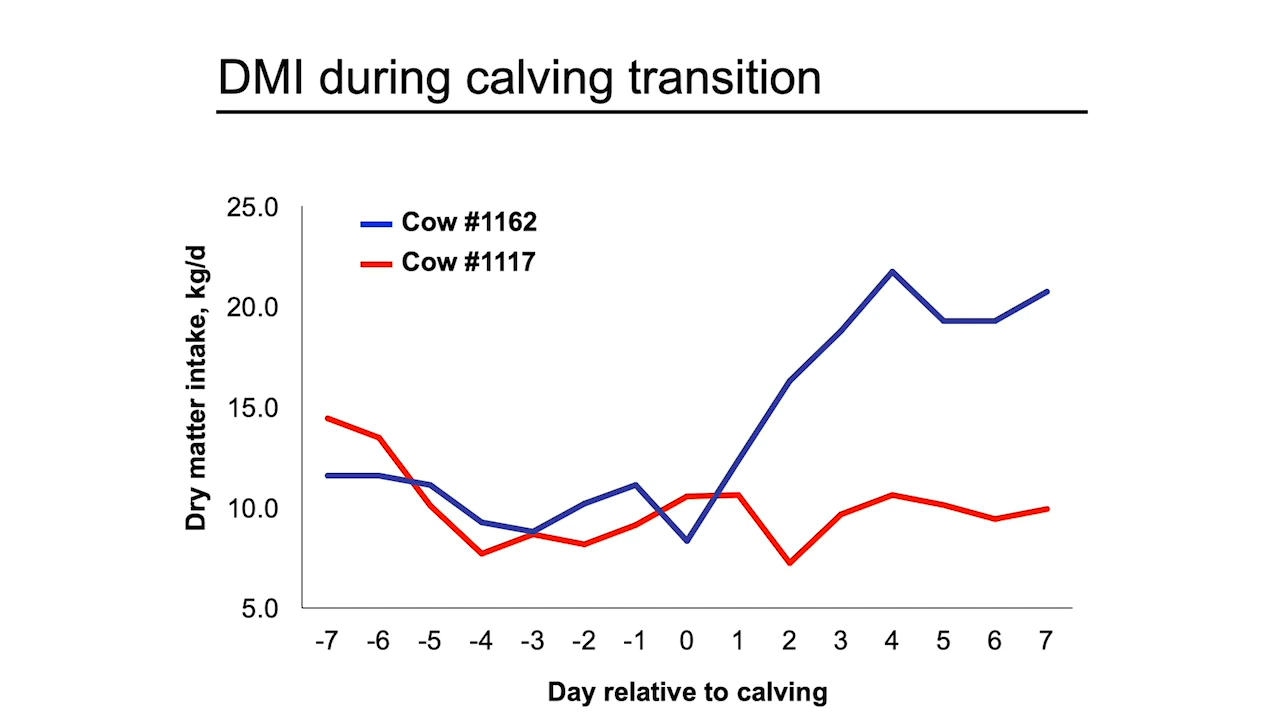 DMI during calving transition
Cow #1162
Cow #1117
Dry matter intake, kg/d
25.0
20.0
15.0
10.0
5.0
-7 -6 -5 -4 -3 -2 -1 0 1 2 3 4 5 6 7
Day relative to calving